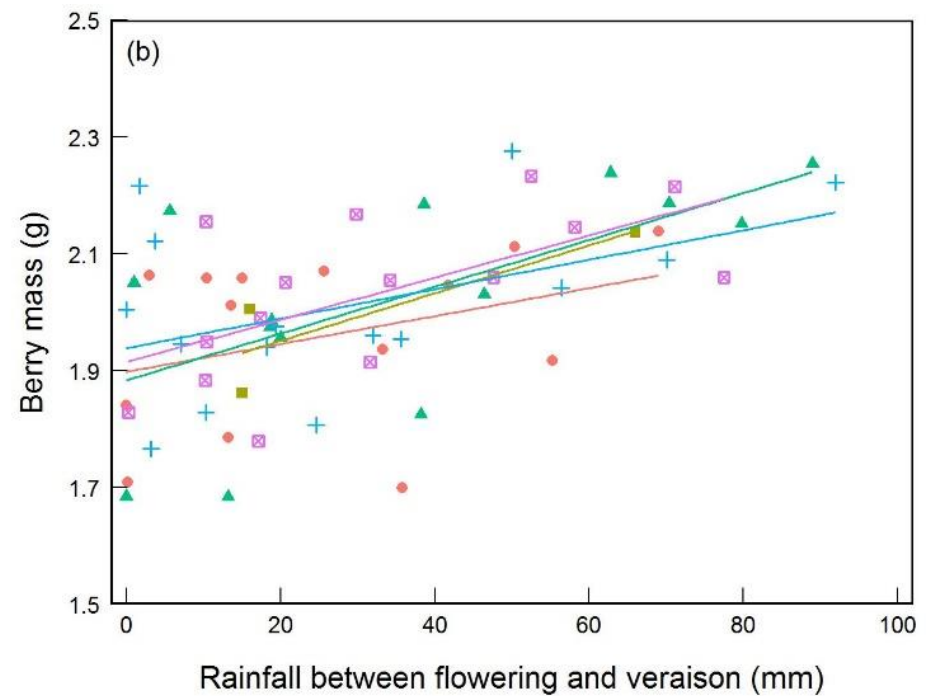 (b)
2.5
2.3
2.1
1.9
1.7
1.5
Berry mass (g)
0 20 40 60 80 100
Rainfall between flowering and veraison (mm)